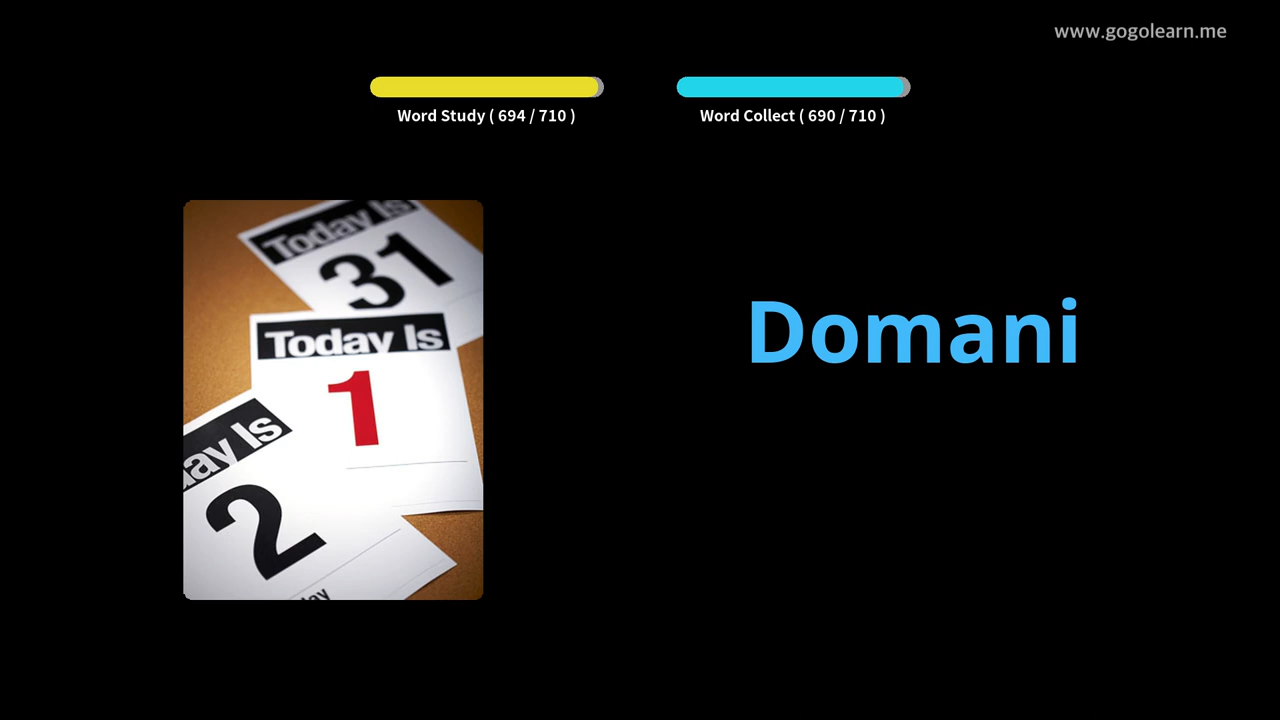 www.gogolearn.me
Word Study ( 694 / 710 )
Word Collect ( 690 / 710 )
Today Is
31
Today Is
1
ay Is
2
Domani